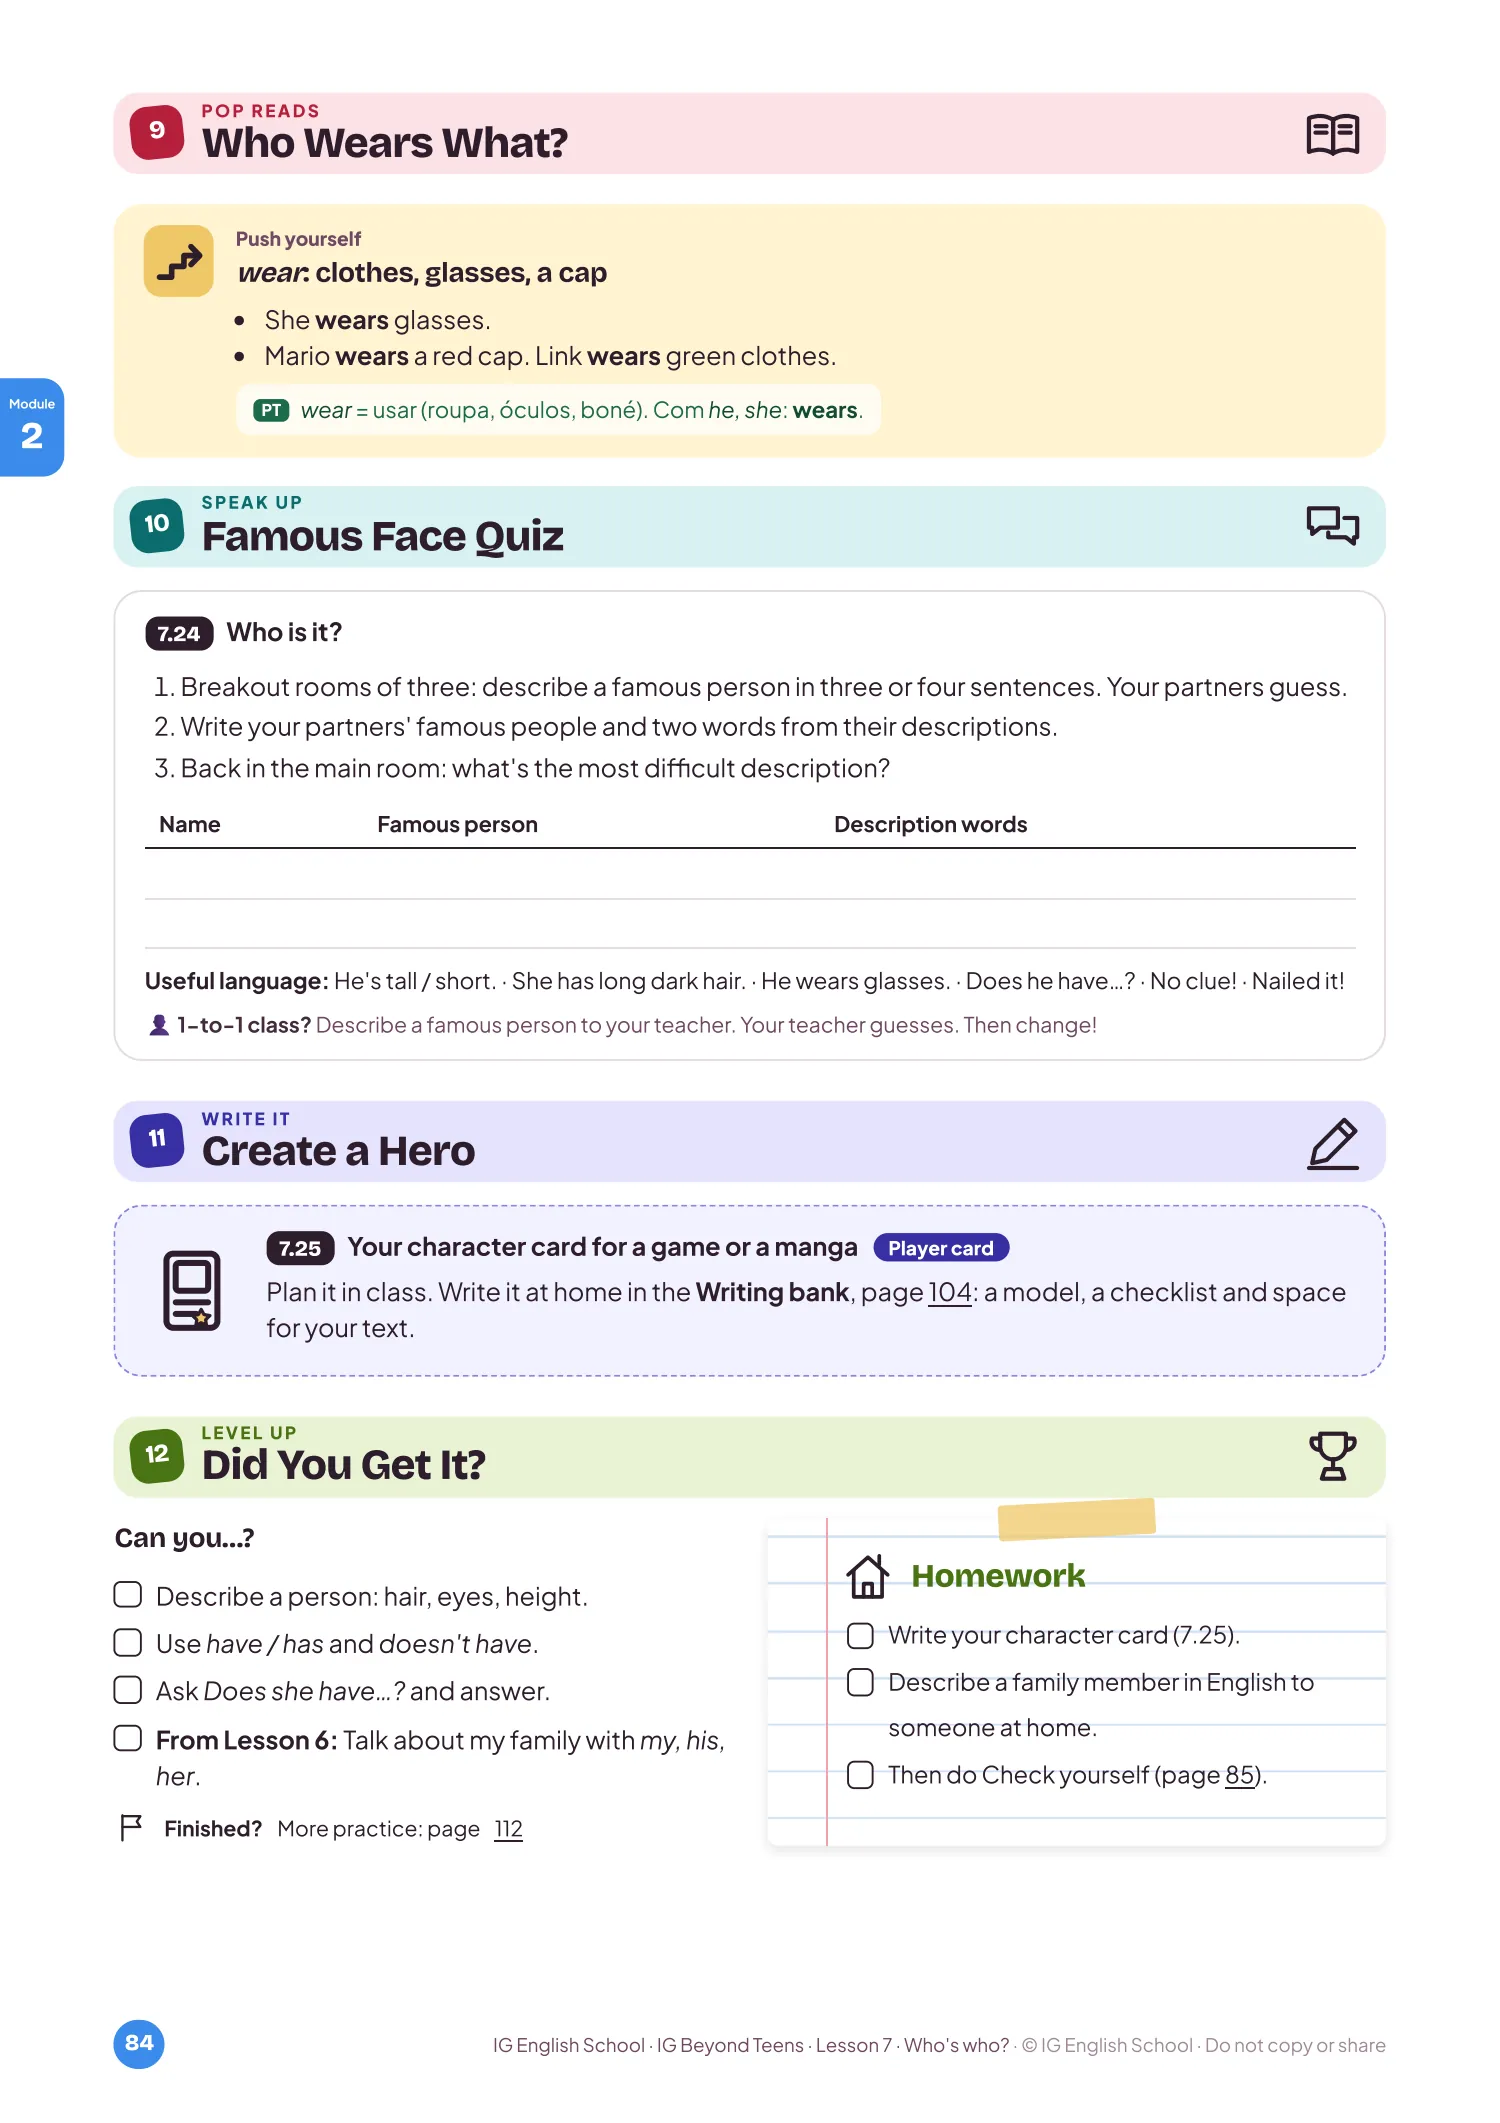 9
POP READS
Who Wears What?
Push yourself
wear: clothes, glasses, a cap
• She wears glasses.
• Mario wears a red cap. Link wears green clothes.
PT wear = usar (roupa, óculos, boné). Com he, she: wears.
Module
2
10
SPEAK UP
Famous Face Quiz
7.24 Who is it?
1. Breakout rooms of three: describe a famous person in three or four sentences. Your partners guess.
2. Write your partners' famous people and two words from their descriptions.
3. Back in the main room: what's the most difficult description?
Name Famous person Description words
Useful language: He's tall / short. · She has long dark hair. · He wears glasses. · Does he have…? · No clue! · Nailed it!
1-to-1 class? Describe a famous person to your teacher. Your teacher guesses. Then change!
11
WRITE IT
Create a Hero
7.25 Your character card for a game or a manga Player card
Plan it in class. Write it at home in the Writing bank, page 104: a model, a checklist and space
for your text.
12
LEVEL UP
Did You Get It?
Can you…?
Describe a person: hair, eyes, height.
Use have / has and doesn't have.
Ask Does she have…? and answer.
From Lesson 6: Talk about my family with my, his,
her.
Finished? More practice: page 112
Homework
Write your character card (7.25).
Describe a family member in English to
someone at home.
Then do Check yourself (page 85).
84
IG English School · IG Beyond Teens · Lesson 7 · Who's who? · © IG English School · Do not copy or share